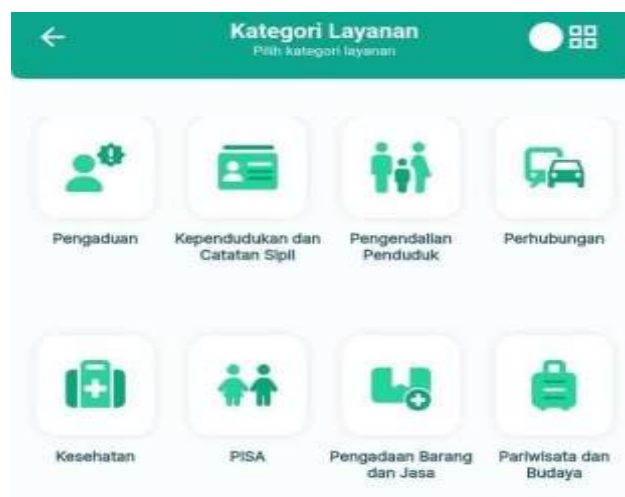 Kategori Layanan
Pilih kategori layanan
Pengaduan
Kependudukan dan
Catatan Sipil
Pengendalian
Penduduk
Perhubungan
Kesehatan
PISA
Pengadaan Barang
dan Jasa
Pariwisata dan
Budaya